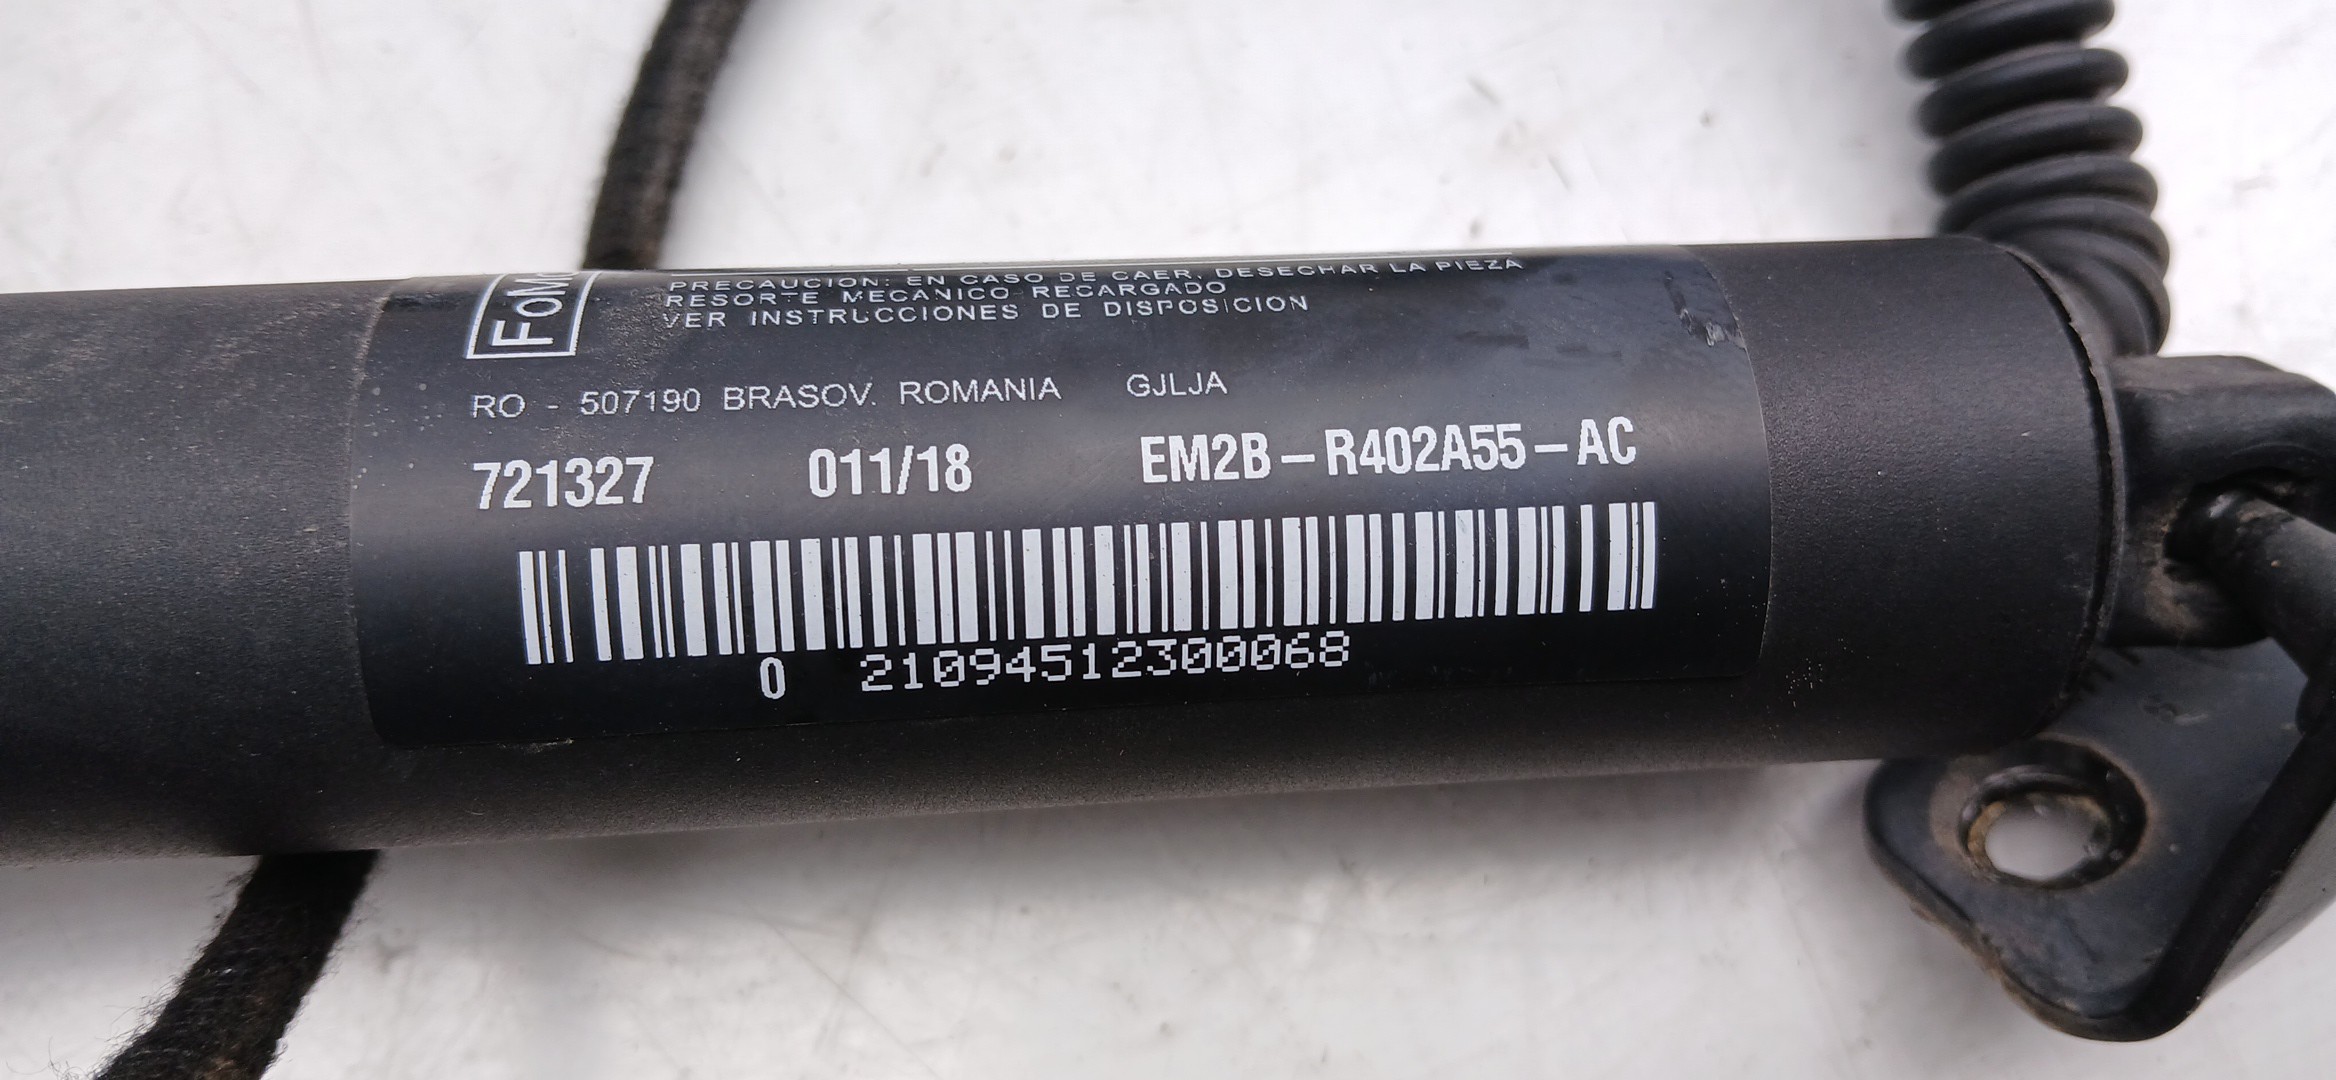 FoMo
PRECAUCION: EN CASO DE CAER, DESECHAR LA PIEZA
RESORTE MECANICO RECARGADO
VER INSTRUCCIONES DE DISPOSICION
RO - 507190 BRASOV. ROMANIA GJLJA
721327 011/18 EM2B-R402A55-AC
0 21094512300068